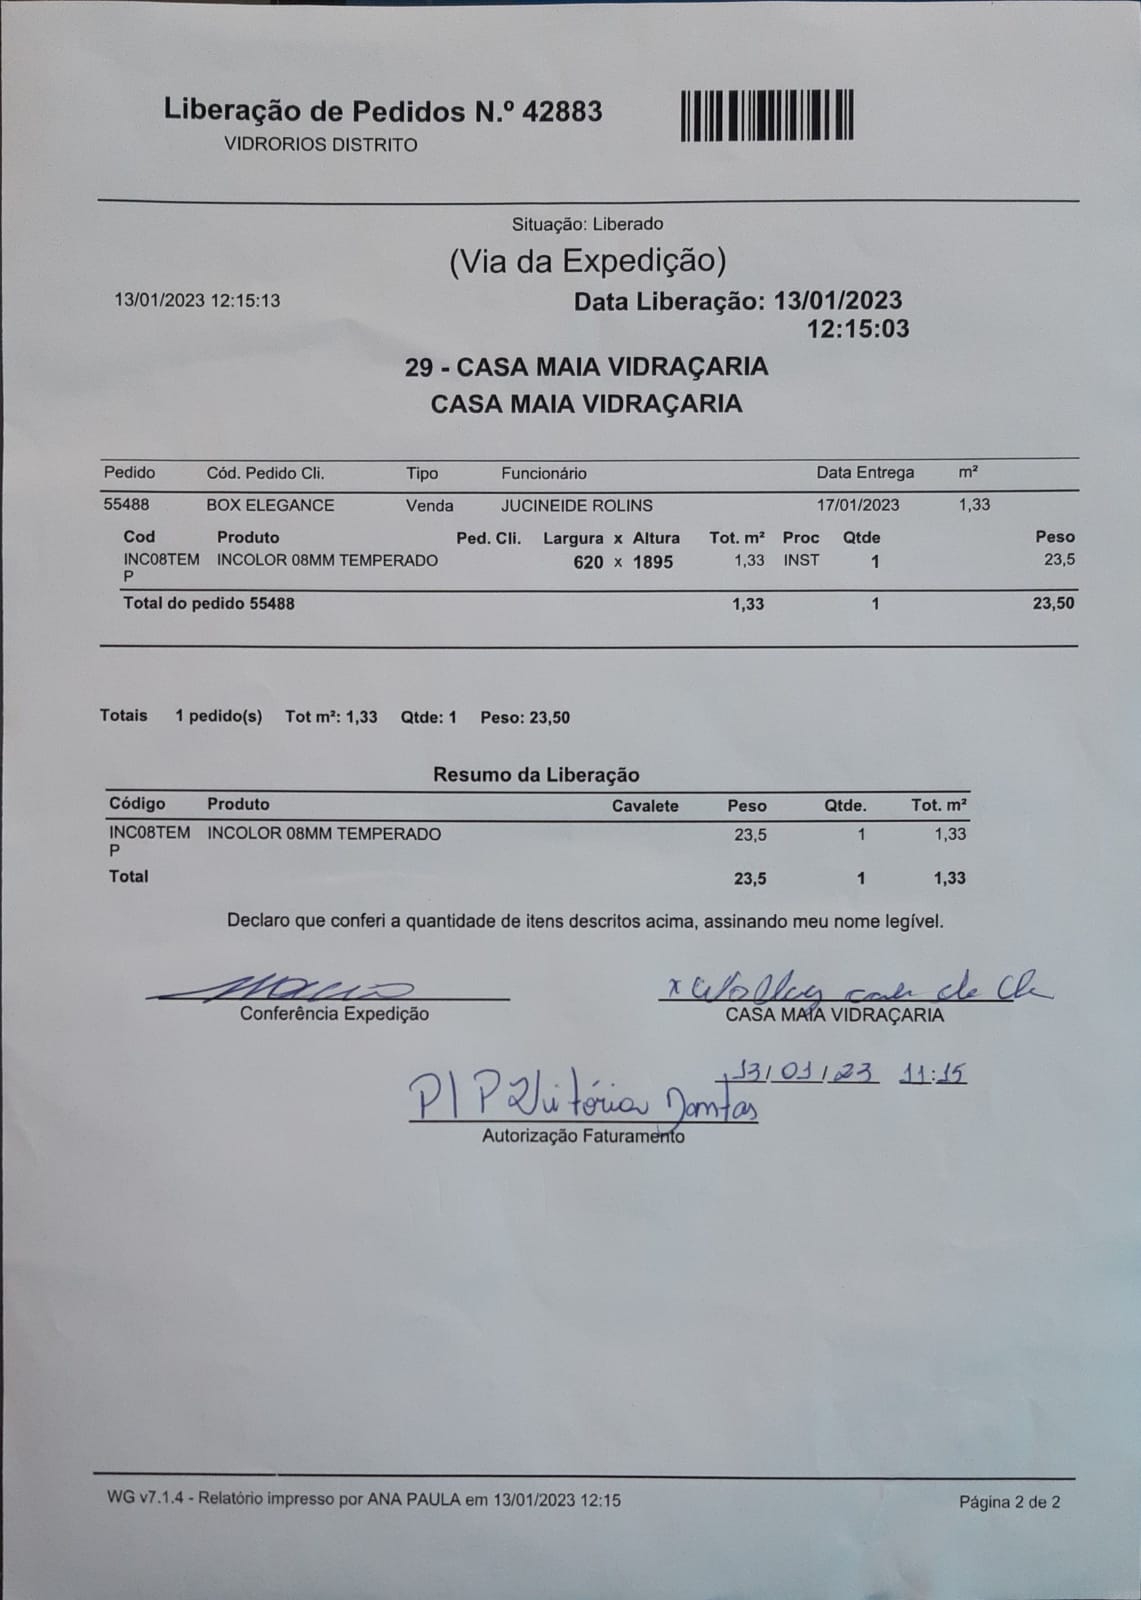 Liberação de Pedidos N.º 42883
VIDRORIOS DISTRITO
Situação: Liberado
(Via da Expedição)
13/01/2023 12:15:13 Data Liberação: 13/01/2023
12:15:03
29 - CASA MAIA VIDRAÇARIA
CASA MAIA VIDRAÇARIA
Pedido Cód. Pedido Cli. Tipo Funcionário Data Entrega m²
55488 BOX ELEGANCE Venda JUCINEIDE ROLINS 17/01/2023 1,33
Cod Produto Ped. Cli. Largura x Altura Tot. m² Proc Qtde Peso
INC08TEM INCOLOR 08MM TEMPERADO 620 x 1895 1,33 INST 1 23,5
P
Total do pedido 55488 1,33 1 23,50
Totais 1 pedido(s) Tot m²: 1,33 Qtde: 1 Peso: 23,50
Resumo da Liberação
Código Produto Cavalete Peso Qtde. Tot. m²
INC08TEM INCOLOR 08MM TEMPERADO 23,5 1 1,33
P
Total 23,5 1 1,33
Declaro que conferi a quantidade de itens descritos acima, assinando meu nome legível.
x
Conferência Expedição CASA MAIA VIDRAÇARIA
13/01/23 11:15
P/P Vitória Dantas
Autorização Faturamento
WG v7.1.4 - Relatório impresso por ANA PAULA em 13/01/2023 12:15 Página 2 de 2